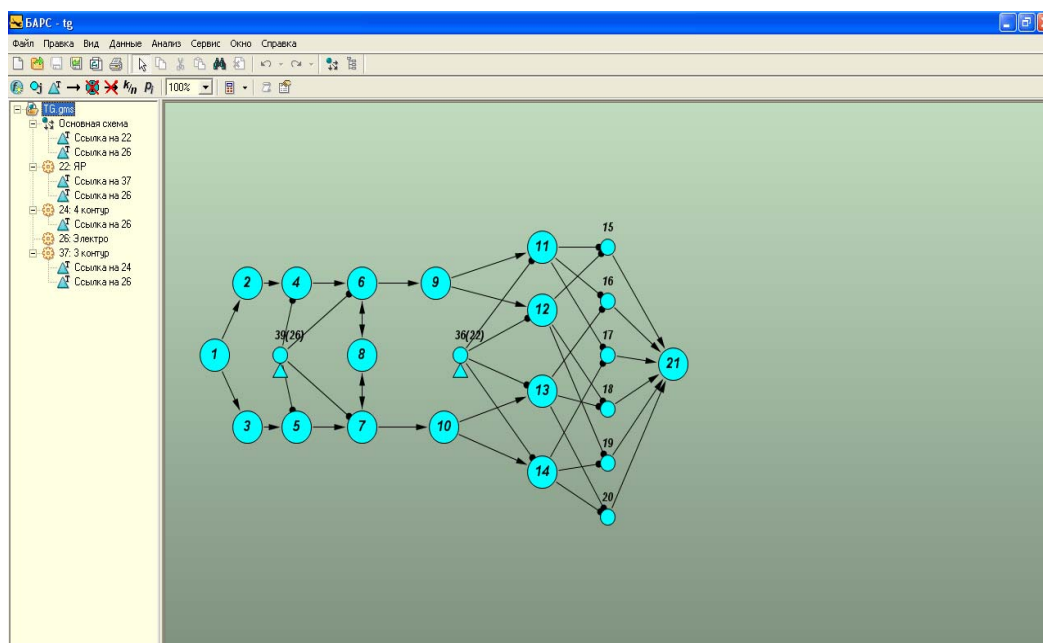 БАРС - tg
Файл Правка Вид Данные Анализ Сервис Окно Справка
k/n Pi 100%
TG.gms
Основная схема
Ссылка на 22
Ссылка на 26
22: ЯР
Ссылка на 37
Ссылка на 26
24: 4 контур
Ссылка на 26
26: Электро
37: 3 контур
Ссылка на 24
Ссылка на 26
15
11
2 4 6 9 16
12
39(26) 36(22) 17
1 8 21
13 18
3 5 7 10
19
14
20